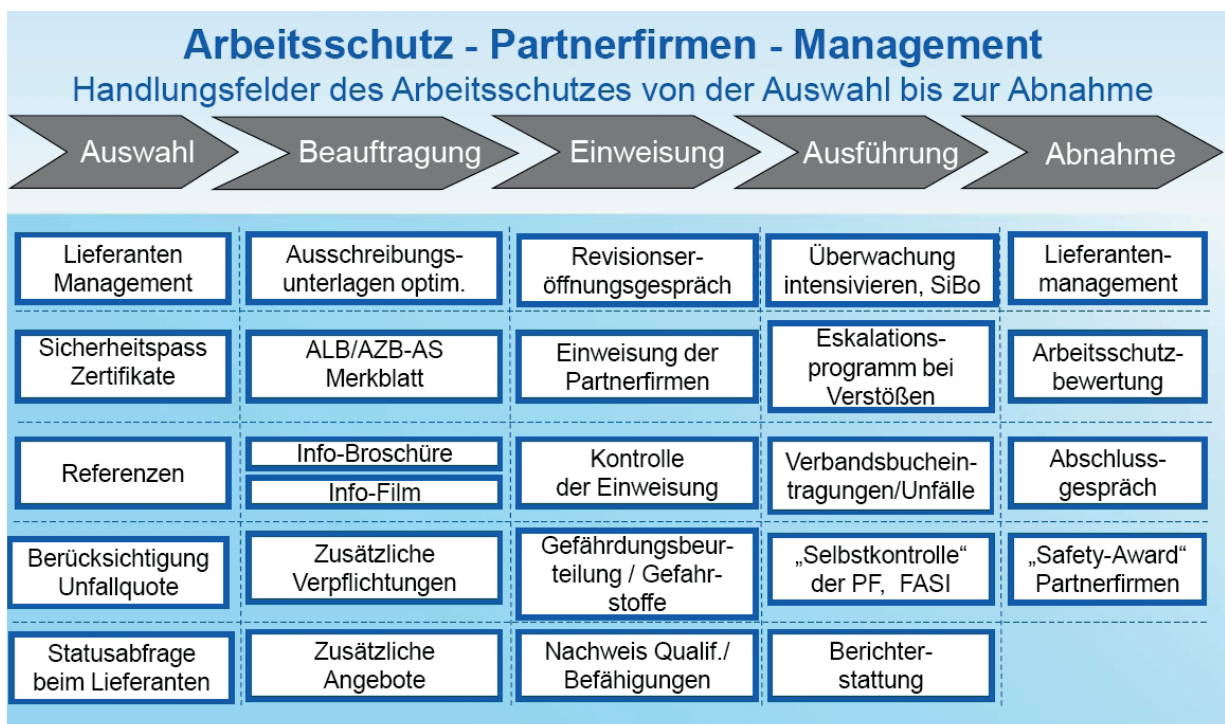 Arbeitsschutz - Partnerfirmen - Management
Handlungsfelder des Arbeitsschutzes von der Auswahl bis zur Abnahme
Auswahl
Beauftragung
Einweisung
Ausführung
Abnahme
Lieferanten
Management
Ausschreibungs-
unterlagen optim.
Revisionser-
öffnungsgespräch
Überwachung
intensivieren, SiBo
Lieferanten-
management
Sicherheitspass
Zertifikate
ALB/AZB-AS
Merkblatt
Einweisung der
Partnerfirmen
Eskalations-
programm bei
Verstößen
Arbeitsschutz-
bewertung
Referenzen
Info-Broschüre
Info-Film
Kontrolle
der Einweisung
Verbandsbuchein-
tragungen/Unfälle
Abschluss-
gespräch
Berücksichtigung
Unfallquote
Zusätzliche
Verpflichtungen
Gefährdungsbeur-
teilung / Gefahr-
stoffe
„Selbstkontrolle“
der PF, FASI
„Safety-Award“
Partnerfirmen
Statusabfrage
beim Lieferanten
Zusätzliche
Angebote
Nachweis Qualif./
Befähigungen
Berichter-
stattung